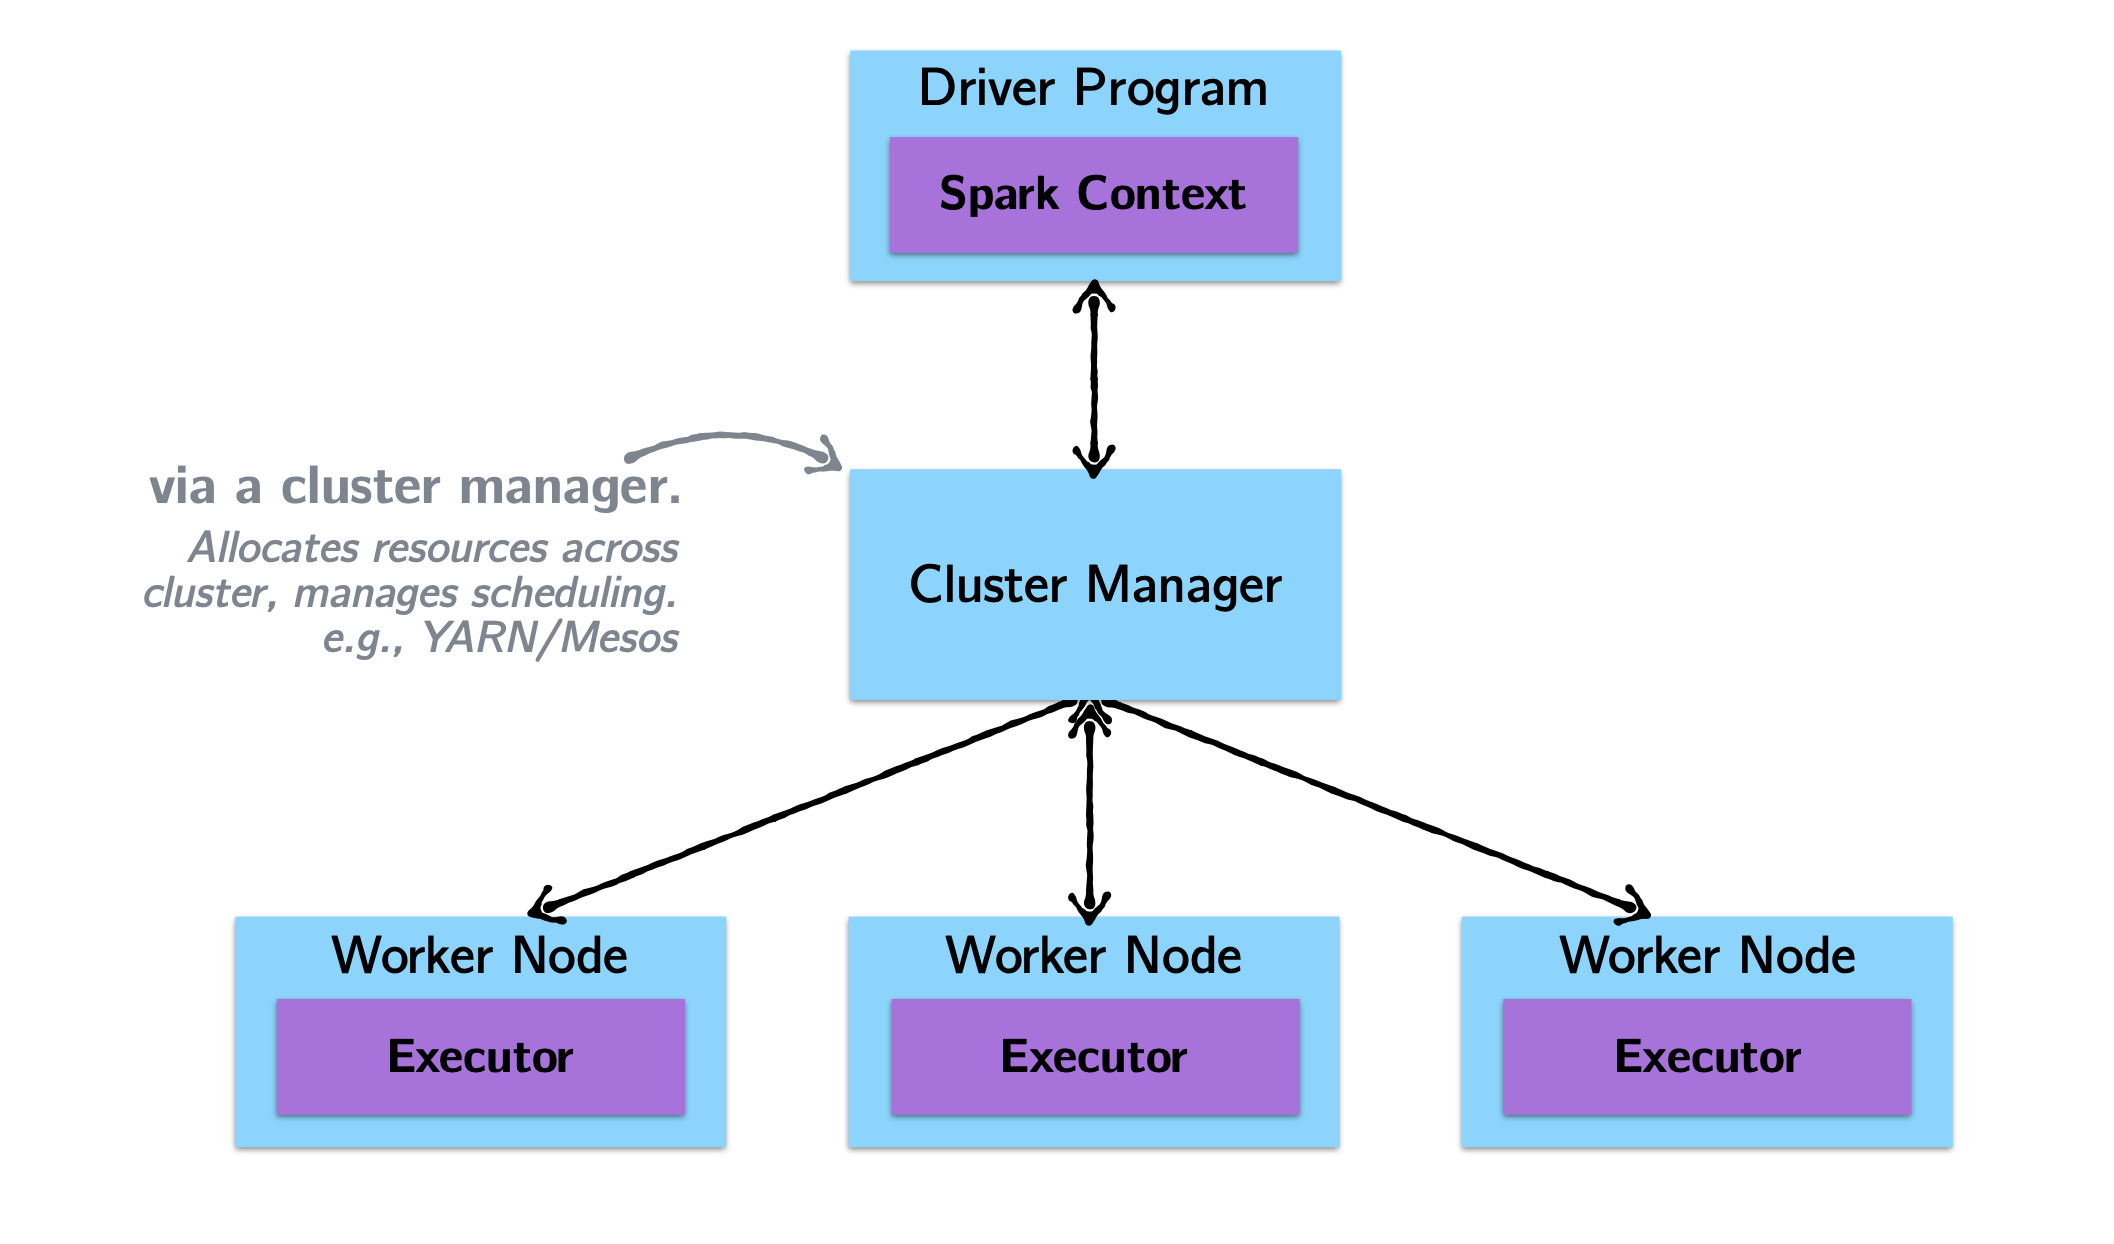 Driver Program
Spark Context
via a cluster manager.
Allocates resources across
cluster, manages scheduling.
e.g., YARN/Mesos
Cluster Manager
Worker Node
Executor
Worker Node
Executor
Worker Node
Executor